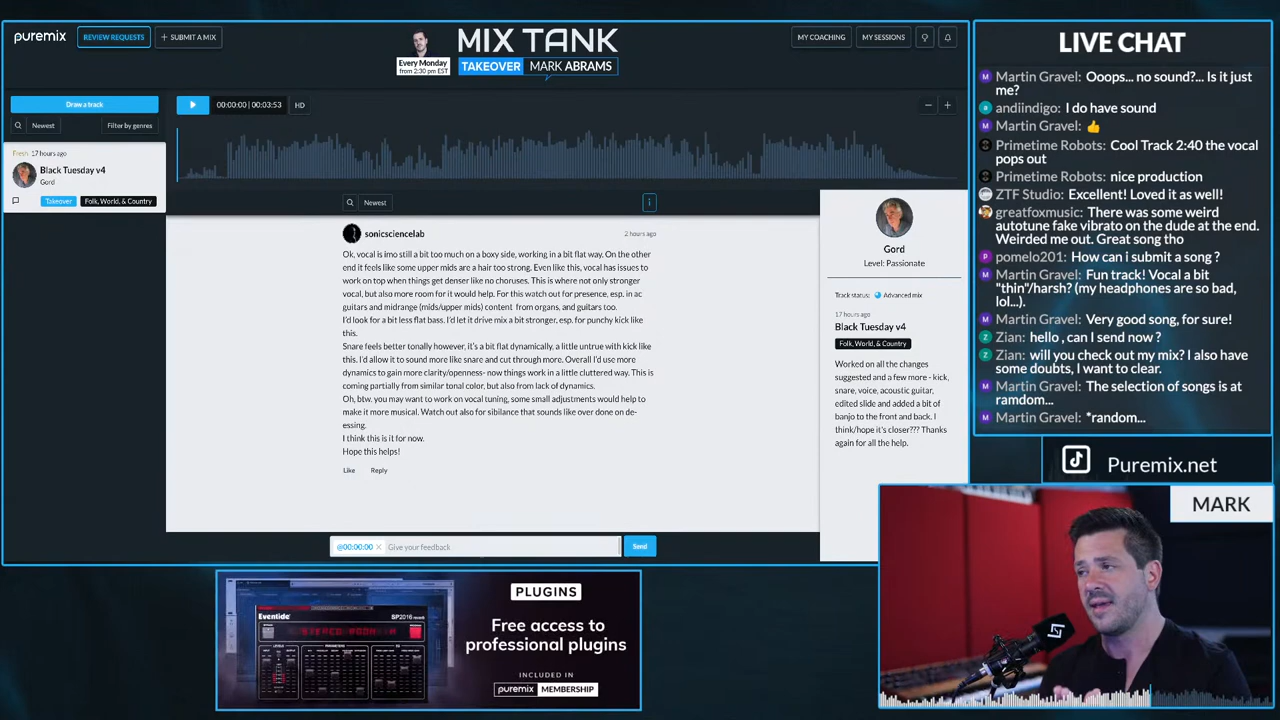 puremix
REVIEW REQUESTS
+ SUBMIT A MIX
Every Monday
from 2:30 pm EST
MIX TANK
TAKEOVER MARK ABRAMS
MY COACHING
MY SESSIONS
Draw a track
Newest
Filter by genres
Fresh. 17 hours ago
Black Tuesday v4
Gord
Takeover
Folk, World, & Country
00:00:00 | 00:03:53
HD
Newest
sonicsciencelab
2 hours ago
Ok, vocal is imo still a bit too much on a boxy side, working in a bit flat way. On the other
end it feels like some upper mids are a hair too strong. Even like this, vocal has issues to
work on top when things get denser like no choruses. This is where not only stronger
vocal, but also more room for it would help. For this watch out for presence, esp. in ac
guitars and midrange (mids/upper mids) content from organs, and guitars too.
I'd look for a bit less flat bass. I'd let it drive mix a bit stronger, esp. for punchy kick like
this.
Snare feels better tonally however, it's a bit flat dynamically, a little untrue with kick like
this. I'd allow it to sound more like snare and cut through more. Overall I'd use more
dynamics to gain more clarity/openness- now things work in a little cluttered way. This is
coming partially from similar tonal color, but also from lack of dynamics.
Oh, btw. you may want to work on vocal tuning, some small adjustments would help to
make it more musical. Watch out also for sibilance that sounds like over done on de-
essing.
I think this is it for now.
Hope this helps!
Like
Reply
@00:00:00 ×
Give your feedback
Send
Gord
Level: Passionate
Track status: Advanced mix
17 hours ago
Black Tuesday v4
Folk, World, & Country
Worked on all the changes
suggested and a few more - kick,
snare, voice, acoustic guitar,
edited slide and added a bit of
banjo to the front and back. I
think/hope it's closer??? Thanks
again for all the help.
LIVE CHAT
Martin Gravel: Ooops... no sound?... Is it just
me?
andiindigo: I do have sound
Martin Gravel: 👍
Primetime Robots: Cool Track 2:40 the vocal
pops out
Primetime Robots: nice production
ZTF Studio: Excellent! Loved it as well!
greatfoxmusic: There was some weird
autotune fake vibrato on the dude at the end.
Weirded me out. Great song tho
pomelo201: How can i submit a song ?
Martin Gravel: Fun track! Vocal a bit
"thin"/harsh? (my headphones are so bad,
lol...).
Martin Gravel: Very good song, for sure!
Zian: hello , can I send now ?
Zian: will you check out my mix? I also have
some doubts, I want to clear.
Martin Gravel: The selection of songs is at
ramdom...
Martin Gravel: *random...
Puremix.net
MARK
Eventide
SP2016 reverb
PLUGINS
Free access to
professional plugins
INCLUDED IN
puremix MEMBERSHIP